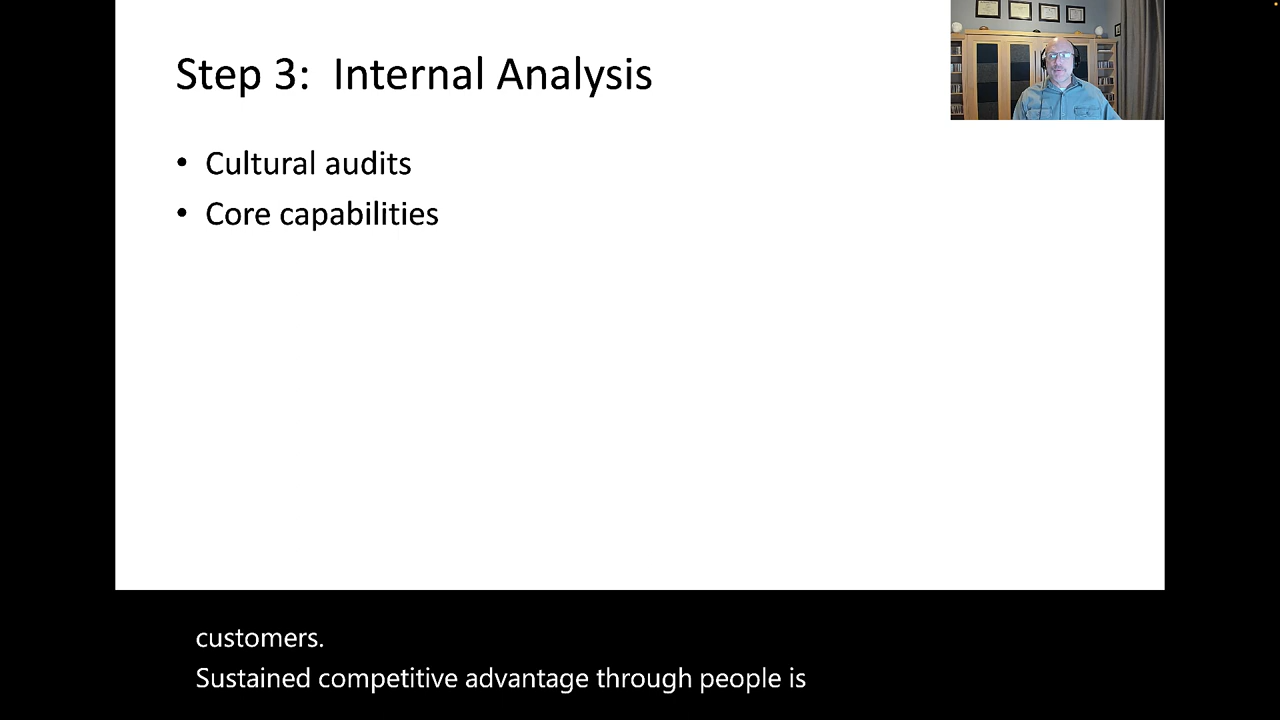 Step 3: Internal Analysis
• Cultural audits
• Core capabilities
customers.
Sustained competitive advantage through people is